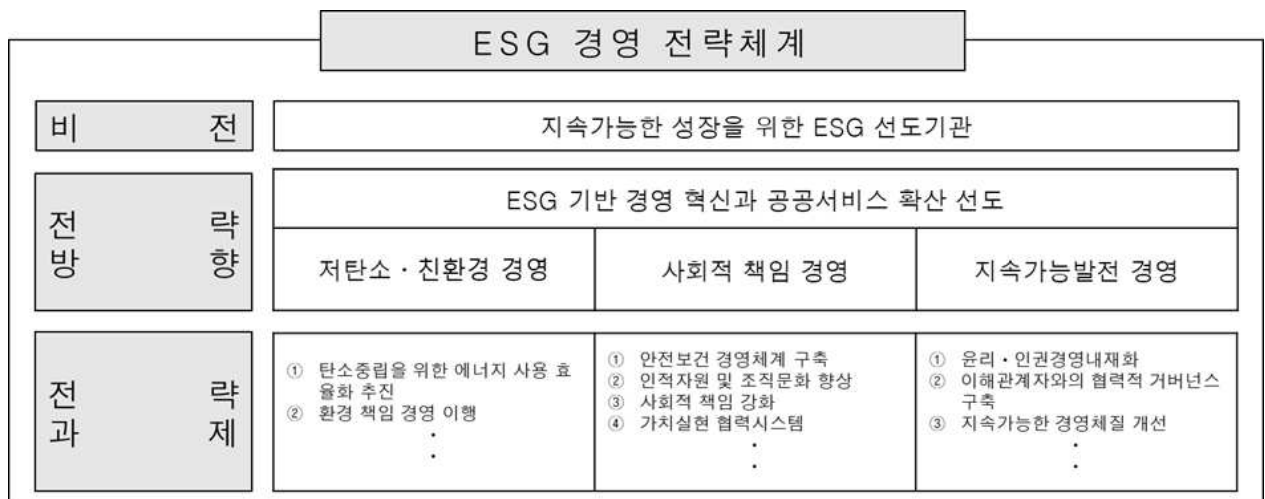 ESG 경영 전략체계
비 전
지속가능한 성장을 위한 ESG 선도기관
전 략
방 향
ESG 기반 경영 혁신과 공공서비스 확산 선도
저탄소 · 친환경 경영
사회적 책임 경영
지속가능발전 경영
전 략
과 제
① 탄소중립을 위한 에너지 사용 효
율화 추진
② 환경 책임 경영 이행
① 안전보건 경영체계 구축
② 인적자원 및 조직문화 향상
③ 사회적 책임 강화
④ 가치실현 협력시스템
① 윤리 · 인권경영내재화
② 이해관계자와의 협력적 거버넌스
구축
③ 지속가능한 경영체질 개선